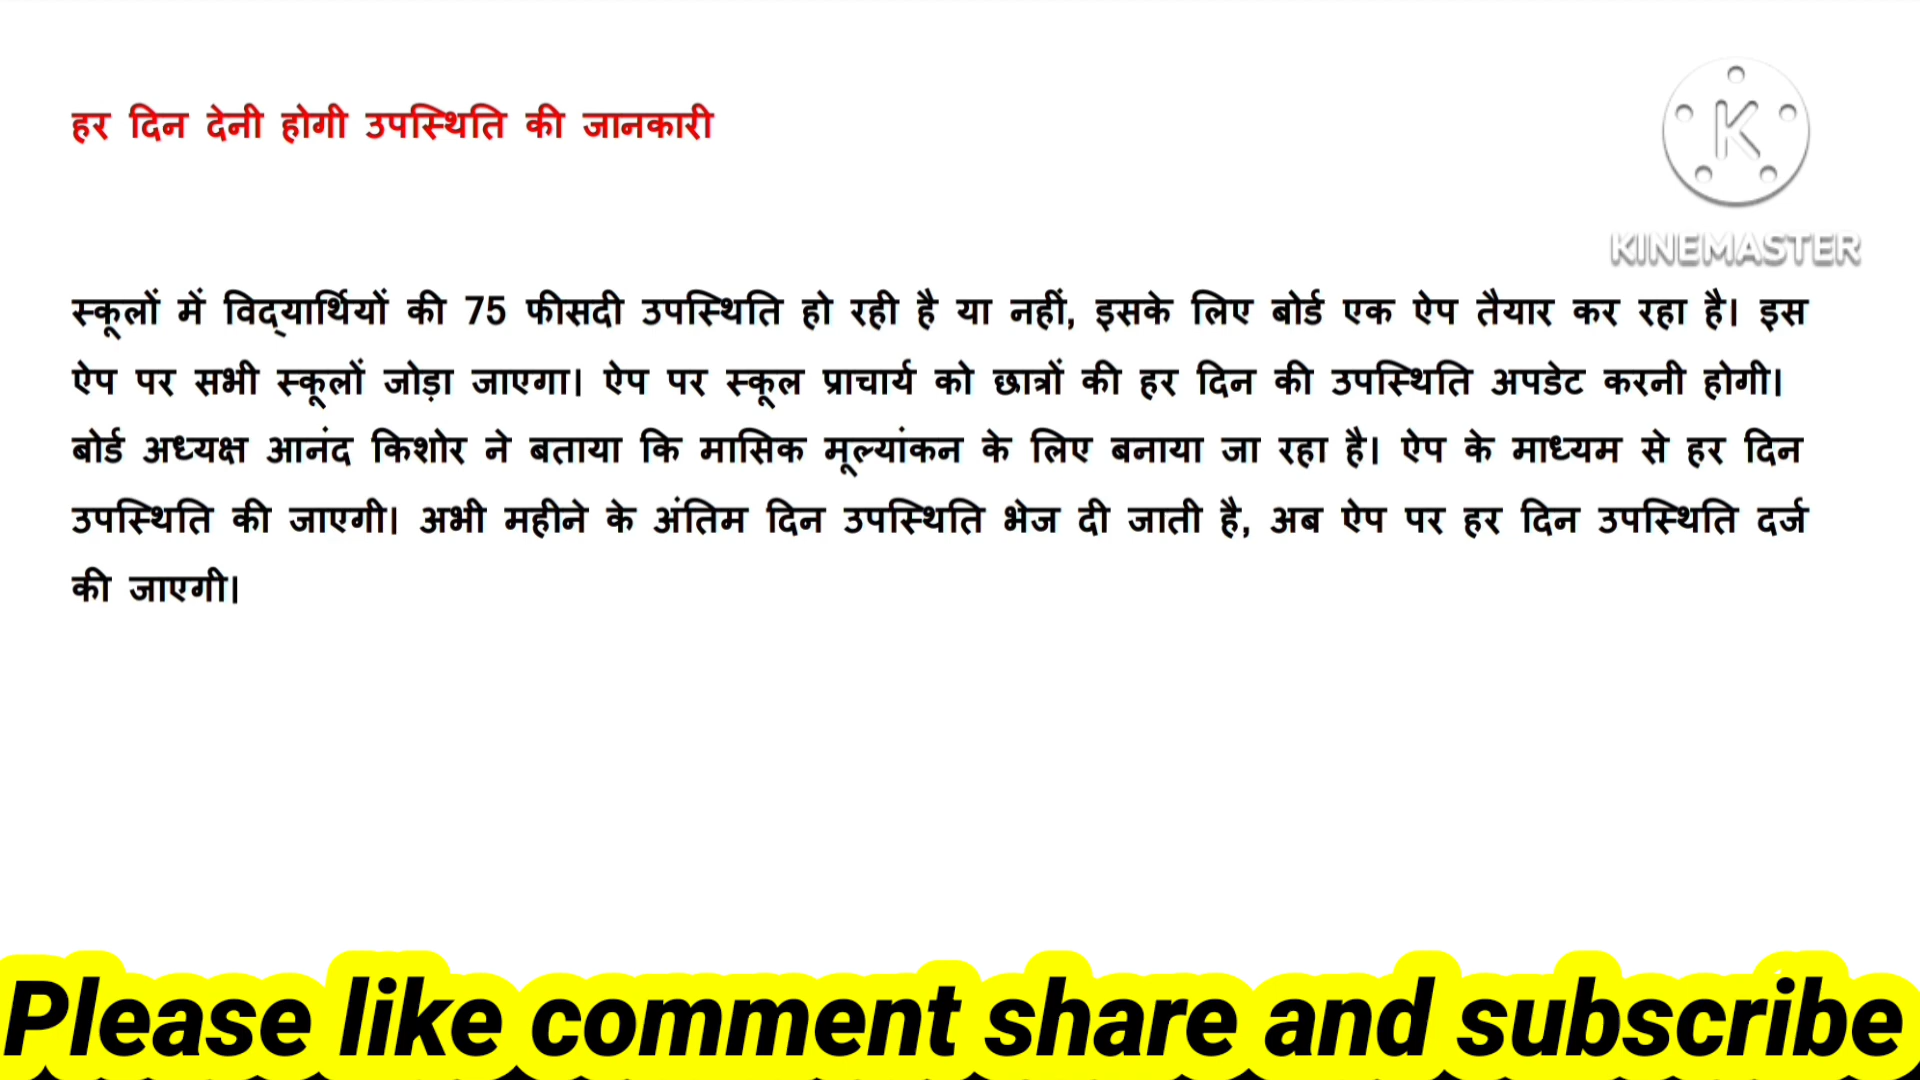 हर दिन देनी होगी उपस्थिति की जानकारी
K
KINEMASTER
स्कूलों में विद्यार्थियों की 75 फीसदी उपस्थिति हो रही है या नहीं, इसके लिए बोर्ड एक ऐप तैयार कर रहा है। इस
ऐप पर सभी स्कूलों जोड़ा जाएगा। ऐप पर स्कूल प्राचार्य को छात्रों की हर दिन की उपस्थिति अपडेट करनी होगी।
बोर्ड अध्यक्ष आनंद किशोर ने बताया कि मासिक मूल्यांकन के लिए बनाया जा रहा है। ऐप के माध्यम से हर दिन
उपस्थिति की जाएगी। अभी महीने के अंतिम दिन उपस्थिति भेज दी जाती है, अब ऐप पर हर दिन उपस्थिति दर्ज
की जाएगी।
Please like comment share and subscribe